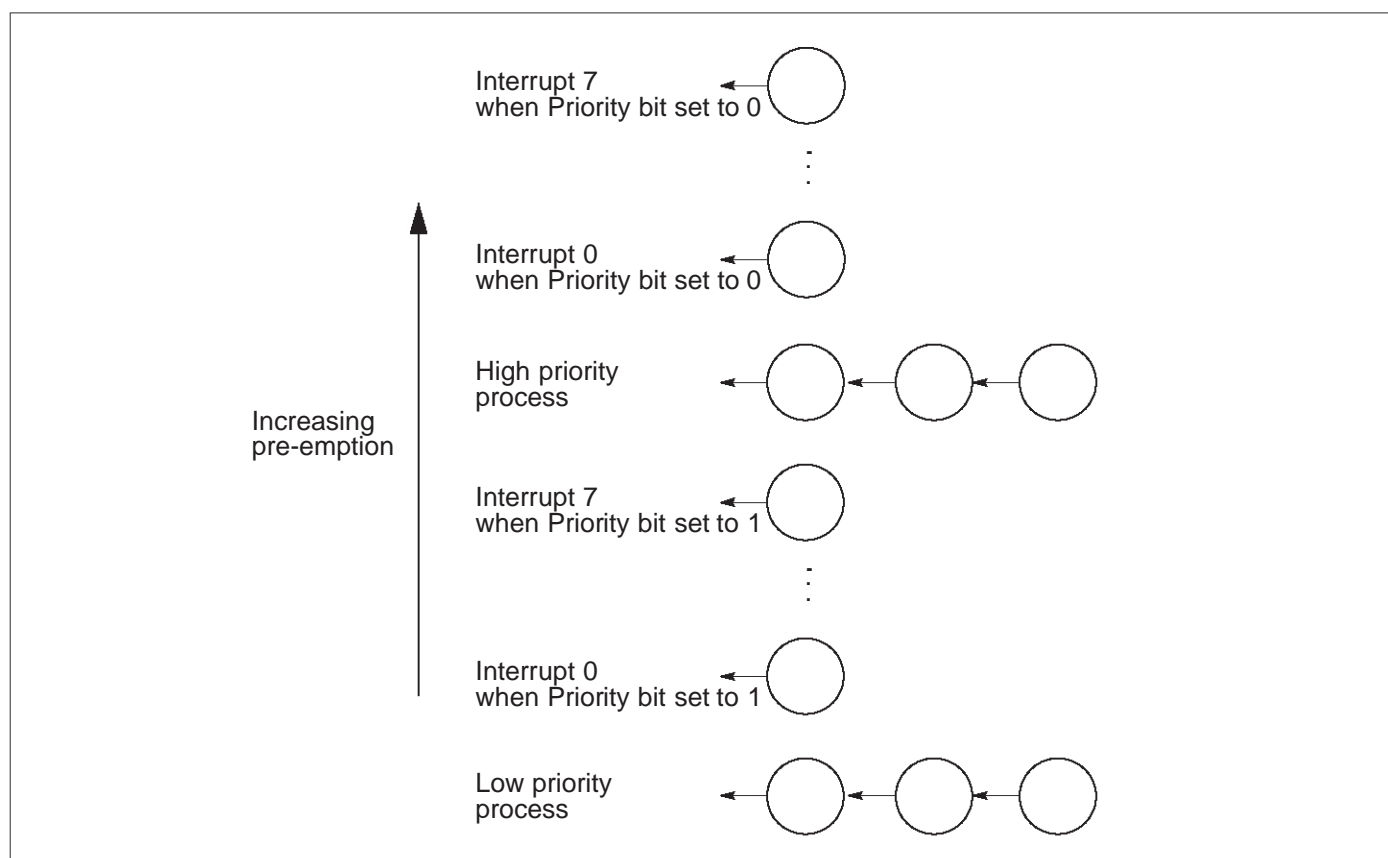 Interrupt 7
when Priority bit set to 0
Interrupt 0
when Priority bit set to 0
High priority
process
Increasing
pre-emption
Interrupt 7
when Priority bit set to 1
Interrupt 0
when Priority bit set to 1
Low priority
process